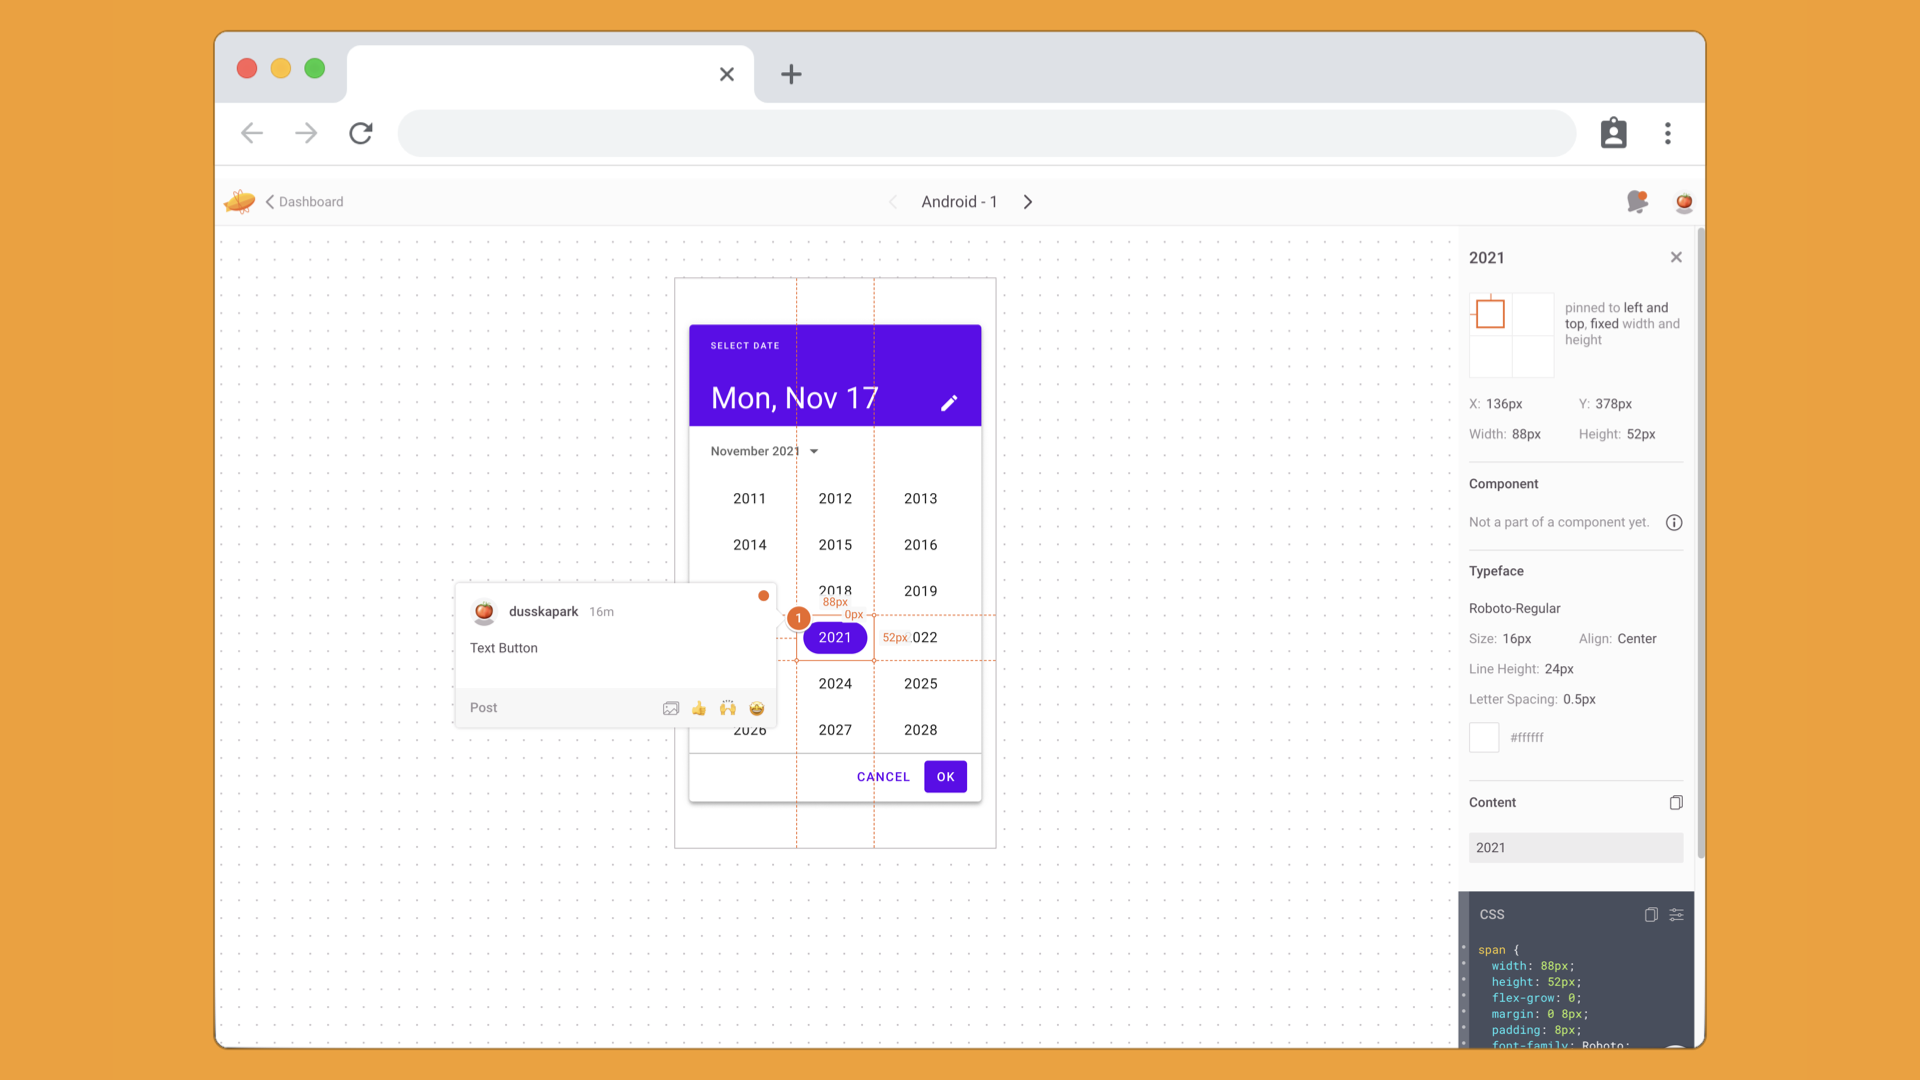 Dashboard
Android - 1
SELECT DATE
Mon, Nov 17
November 2021
2011 2012 2013
2014 2015 2016
2018 2019
88px
0px
1
2021
52px
022
2024 2025
2026 2027 2028
CANCEL OK
dusskapark 16m
Text Button
Post
2021
pinned to left and
top, fixed width and
height
X: 136px Y: 378px
Width: 88px Height: 52px
Component
Not a part of a component yet.
Typeface
Roboto-Regular
Size: 16px Align: Center
Line Height: 24px
Letter Spacing: 0.5px
#ffffff
Content
2021
CSS
span {
width: 88px;
height: 52px;
flex-grow: 0;
margin: 0 8px;
padding: 8px;
font-family: Roboto;